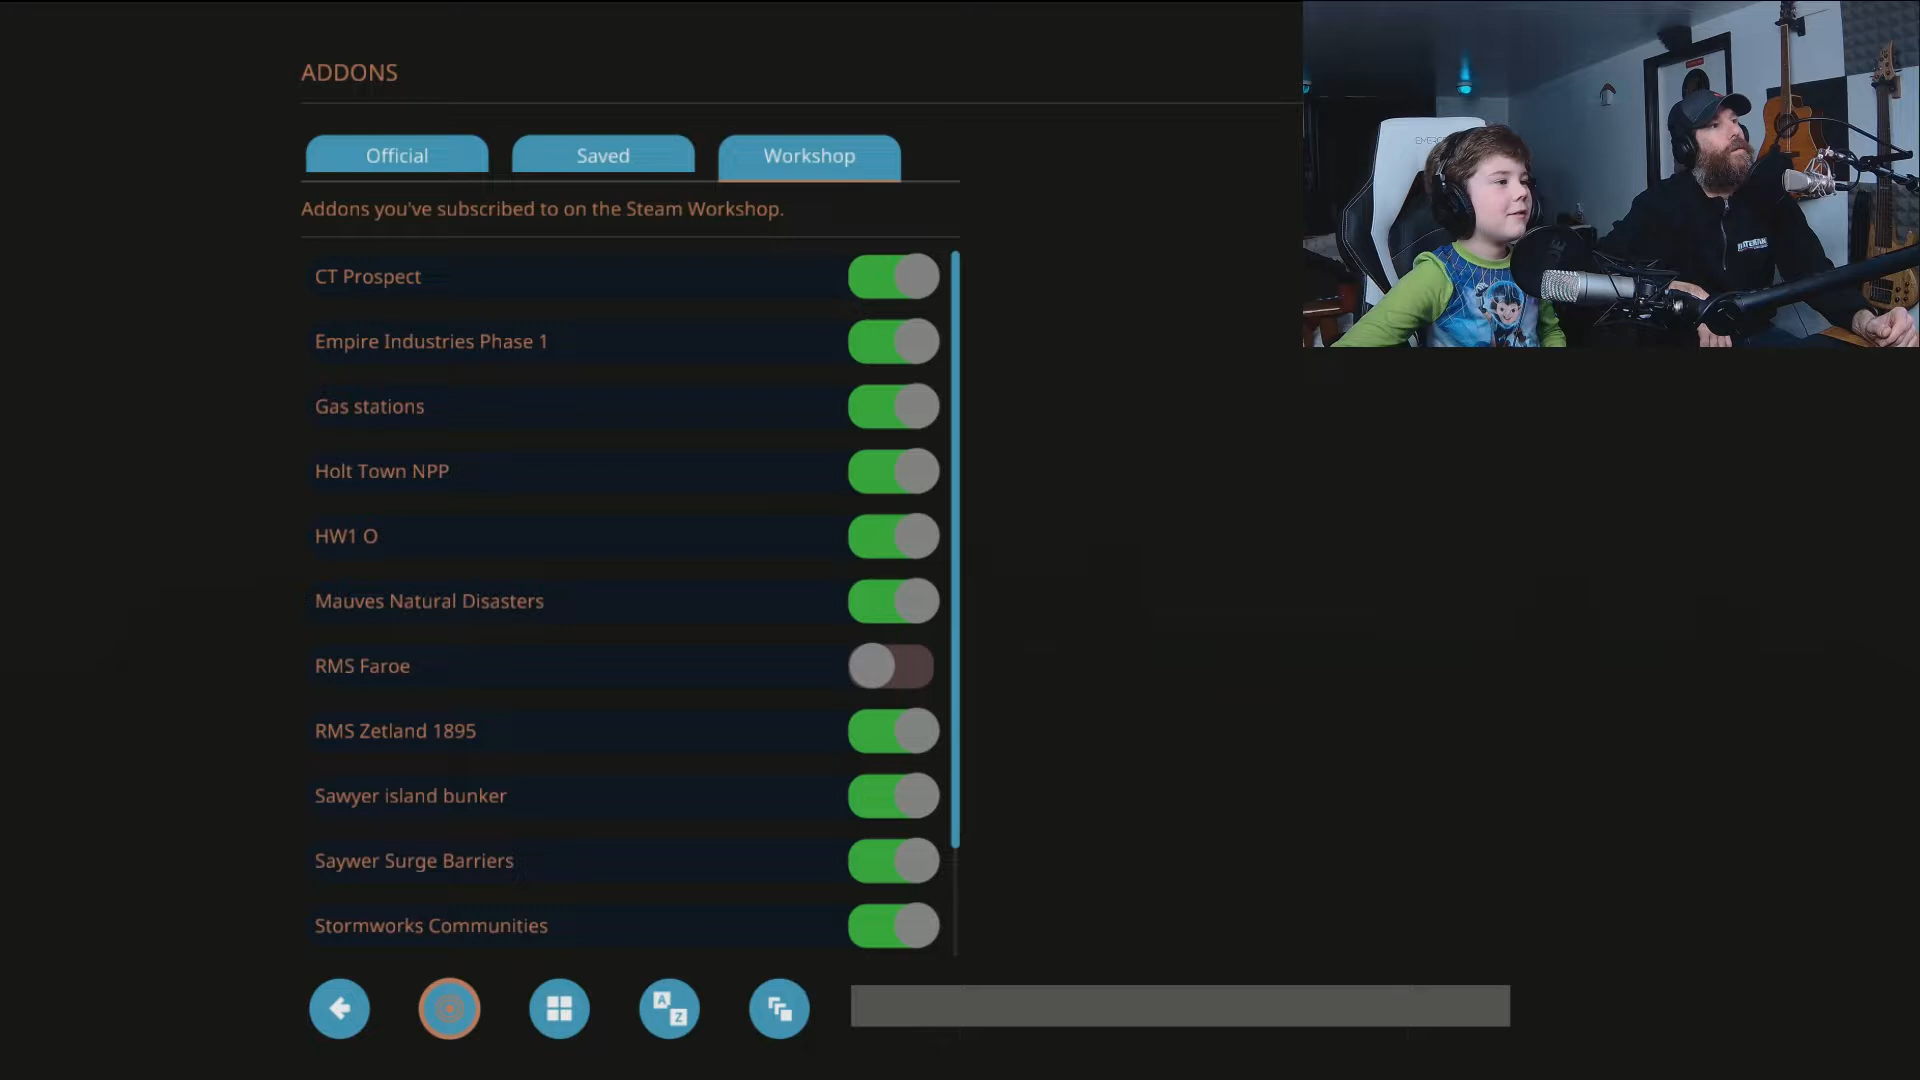 ADDONS
Official
Saved
Workshop
Addons you've subscribed to on the Steam Workshop.
CT Prospect
Empire Industries Phase 1
Gas stations
Holt Town NPP
HW1 O
Mauves Natural Disasters
RMS Faroe
RMS Zetland 1895
Sawyer island bunker
Saywer Surge Barriers
Stormworks Communities
A
Z